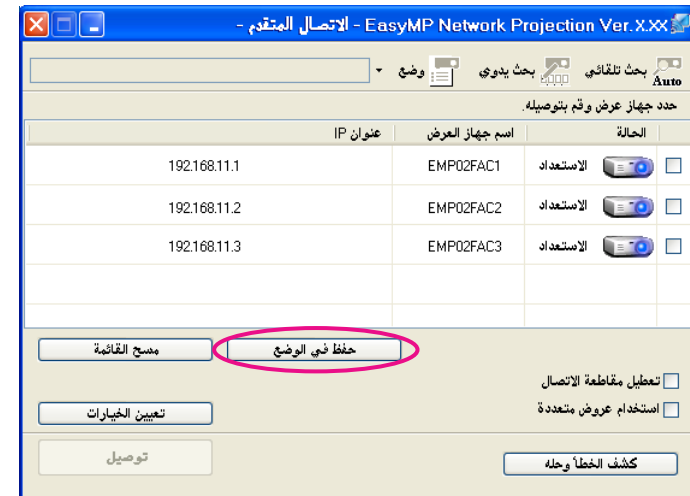 EasyMP Network Projection Ver.X.XX - الاتصال المتقدم -
بحث تلقائي بحث يدوي وضع
Auto
حدد جهاز عرض وقم بتوصيله.
الحالة اسم جهاز العرض عنوان IP
الاستعداد EMP02FAC1 192.168.11.1
الاستعداد EMP02FAC2 192.168.11.2
الاستعداد EMP02FAC3 192.168.11.3
حفظ في الوضع مسح القائمة
تعطيل مقاطعة الاتصال
استخدام عروض متعددة تعيين الخيارات
كشف الخطأ وحله توصيل